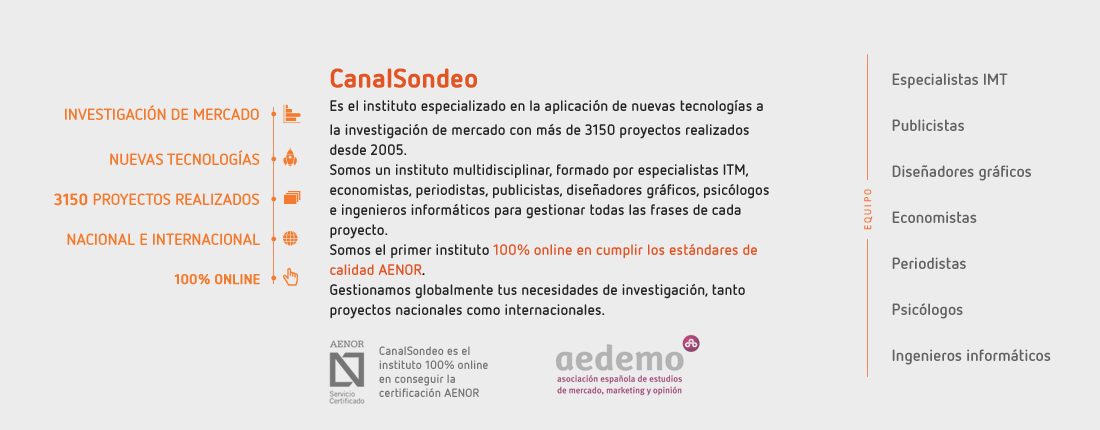 INVESTIGACIÓN DE MERCADO
NUEVAS TECNOLOGÍAS
3150 PROYECTOS REALIZADOS
NACIONAL E INTERNACIONAL
100% ONLINE
CanalSondeo
Es el instituto especializado en la aplicación de nuevas tecnologías a
la investigación de mercado con más de 3150 proyectos realizados
desde 2005.
Somos un instituto multidisciplinar, formado por especialistas ITM,
economistas, periodistas, publicistas, diseñadores gráficos, psicólogos
e ingenieros informáticos para gestionar todas las frases de cada
proyecto.
Somos el primer instituto 100% online en cumplir los estándares de
calidad AENOR.
Gestionamos globalmente tus necesidades de investigación, tanto
proyectos nacionales como internacionales.
AENOR
Servicio
Certificado
CanalSondeo es el
instituto 100% online
en conseguir la
certificación AENOR
aedemo
asociación española de estudios
de mercado, marketing y opinión
EQUIPO
Especialistas IMT
Publicistas
Diseñadores gráficos
Economistas
Periodistas
Psicólogos
Ingenieros informáticos